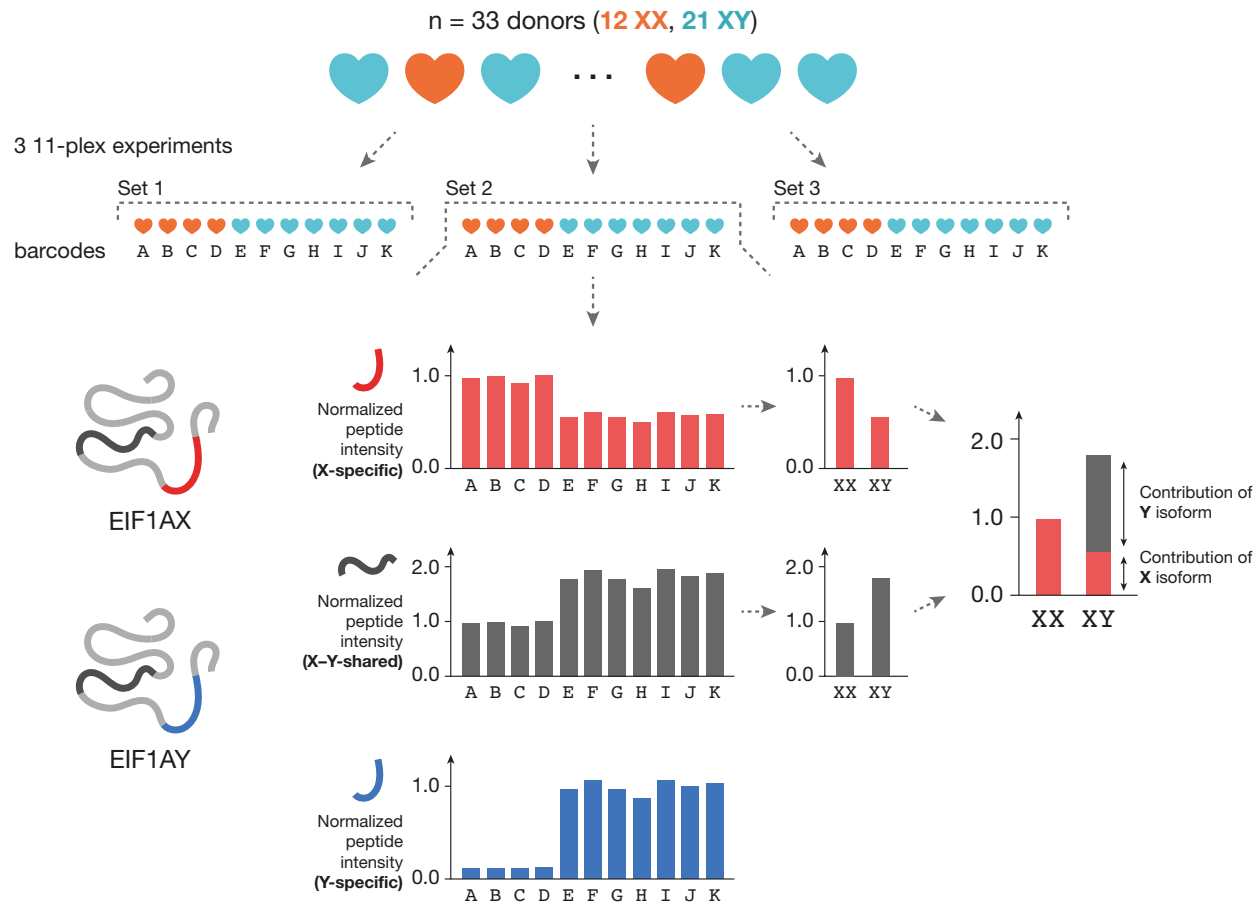 n = 33 donors (12 XX, 21 XY)
...
3 11-plex experiments
Set 1
Set 2
Set 3
barcodes
A B C D E F G H I J K
A B C D E F G H I J K
A B C D E F G H I J K
EIF1AX
EIF1AY
Normalized
peptide
intensity
(X-specific)
1.0
0.0
A B C D E F G H I J K
1.0
0.0
XX XY
Normalized
peptide
intensity
(X–Y-shared)
2.0
1.0
0.0
A B C D E F G H I J K
2.0
1.0
0.0
XX XY
2.0
1.0
0.0
XX XY
Contribution of
Y isoform
Contribution of
X isoform
Normalized
peptide
intensity
(Y-specific)
1.0
0.0
A B C D E F G H I J K